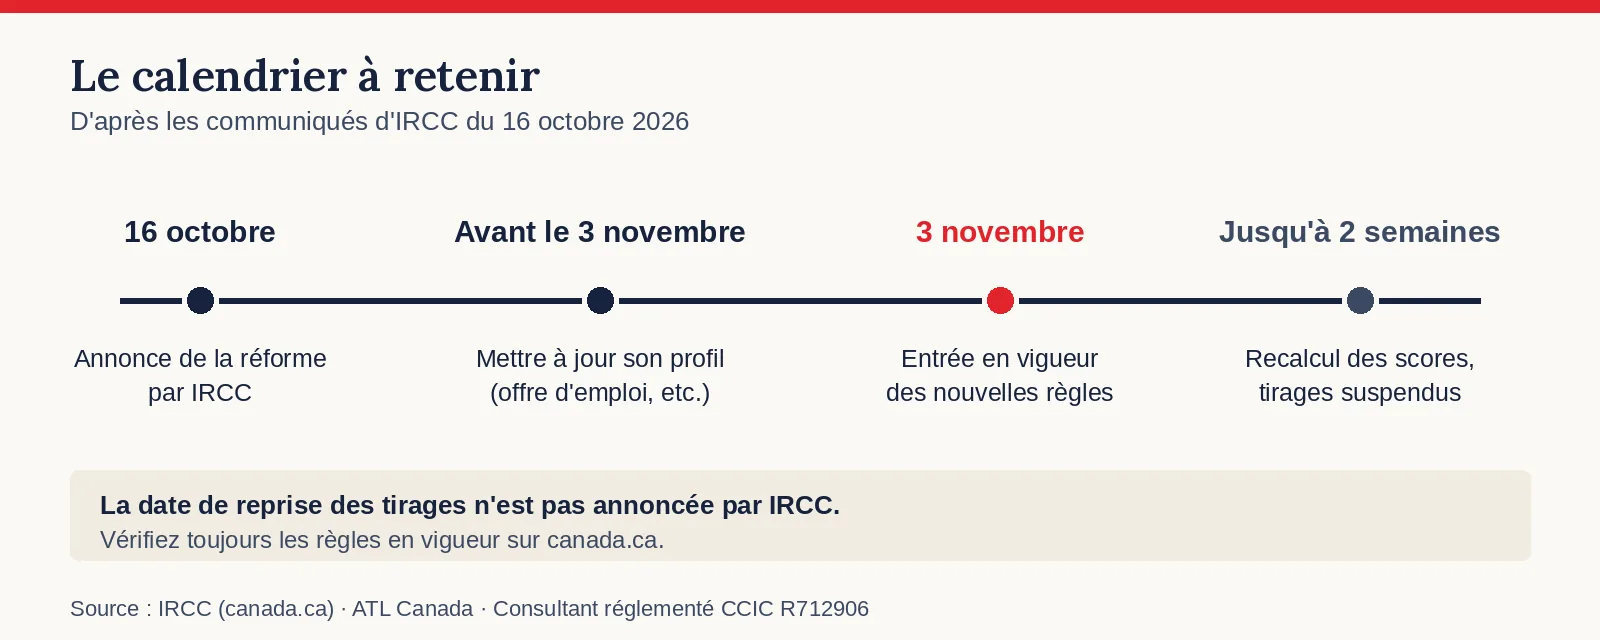 Le calendrier à retenir
D'après les communiqués d'IRCC du 16 octobre 2026
16 octobre
Avant le 3 novembre
3 novembre
Jusqu'à 2 semaines
Annonce de la réforme
par IRCC
Mettre à jour son profil
(offre d'emploi, etc.)
Entrée en vigueur
des nouvelles règles
Recalcul des scores,
tirages suspendus
La date de reprise des tirages n'est pas annoncée par IRCC.
Vérifiez toujours les règles en vigueur sur canada.ca.
Source : IRCC (canada.ca) · ATL Canada · Consultant réglementé CCIC R712906